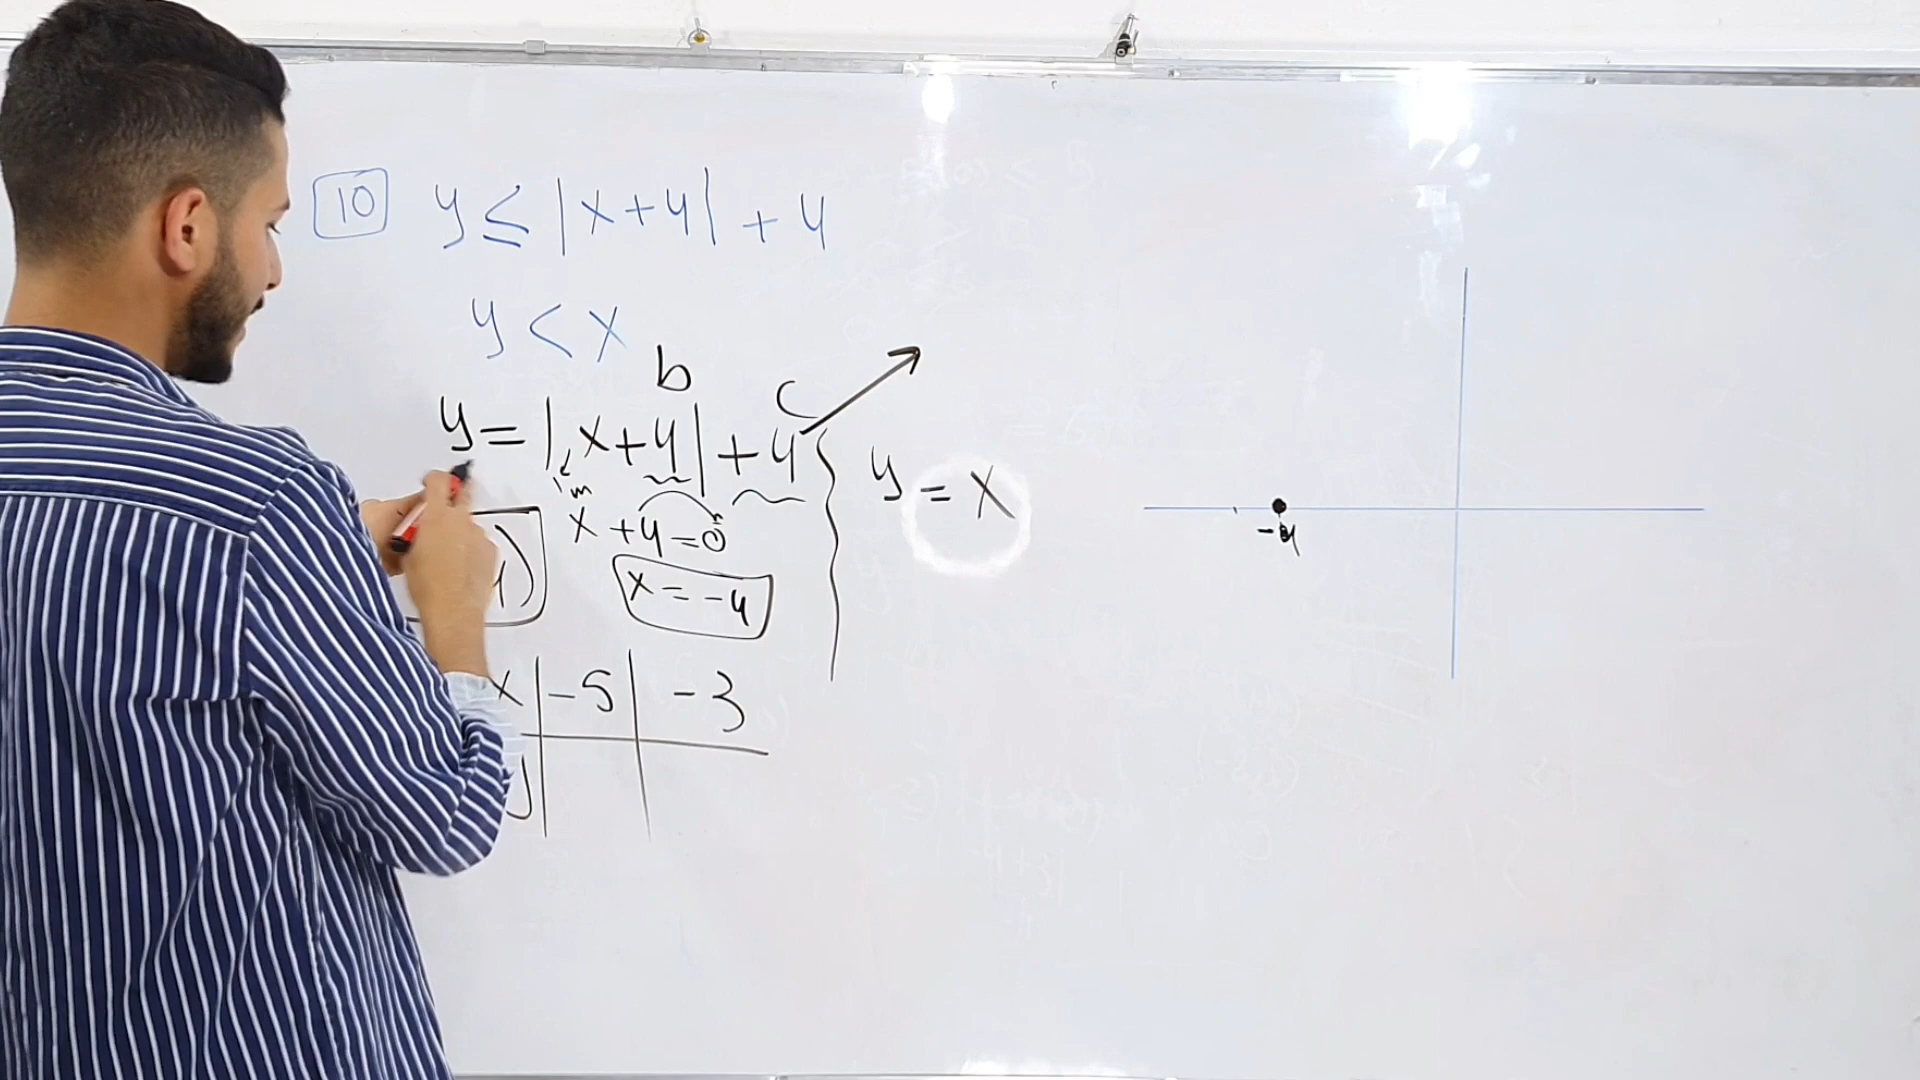 10 y ≤ |x+4| + 4
y < x
b c
y = |x+4| + 4
m
y = x
x + 4 = 0
x = -4
x | -5 | -3
y
-4